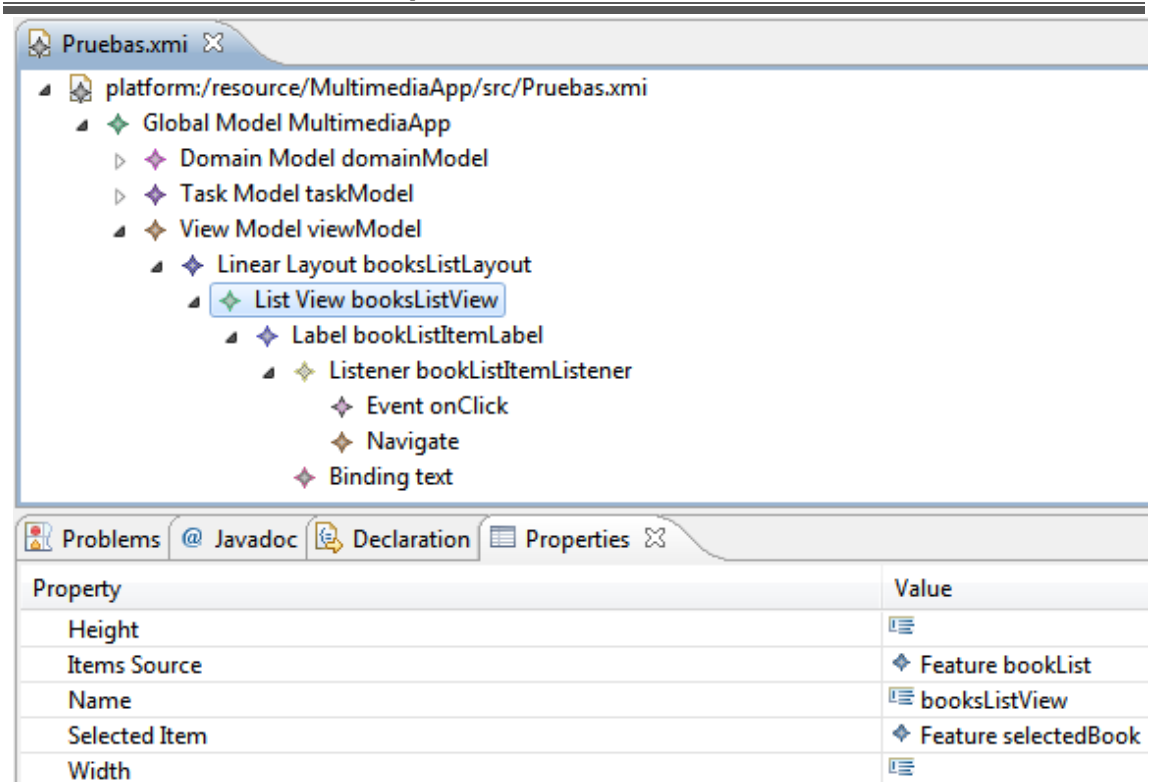 Pruebas.xmi
platform:/resource/MultimediaApp/src/Pruebas.xmi
Global Model MultimediaApp
Domain Model domainModel
Task Model taskModel
View Model viewModel
Linear Layout booksListLayout
List View booksListView
Label bookListItemLabel
Listener bookListItemListener
Event onClick
Navigate
Binding text
Problems @ Javadoc Declaration Properties
Property Value
Height
Items Source Feature bookList
Name booksListView
Selected Item Feature selectedBook
Width